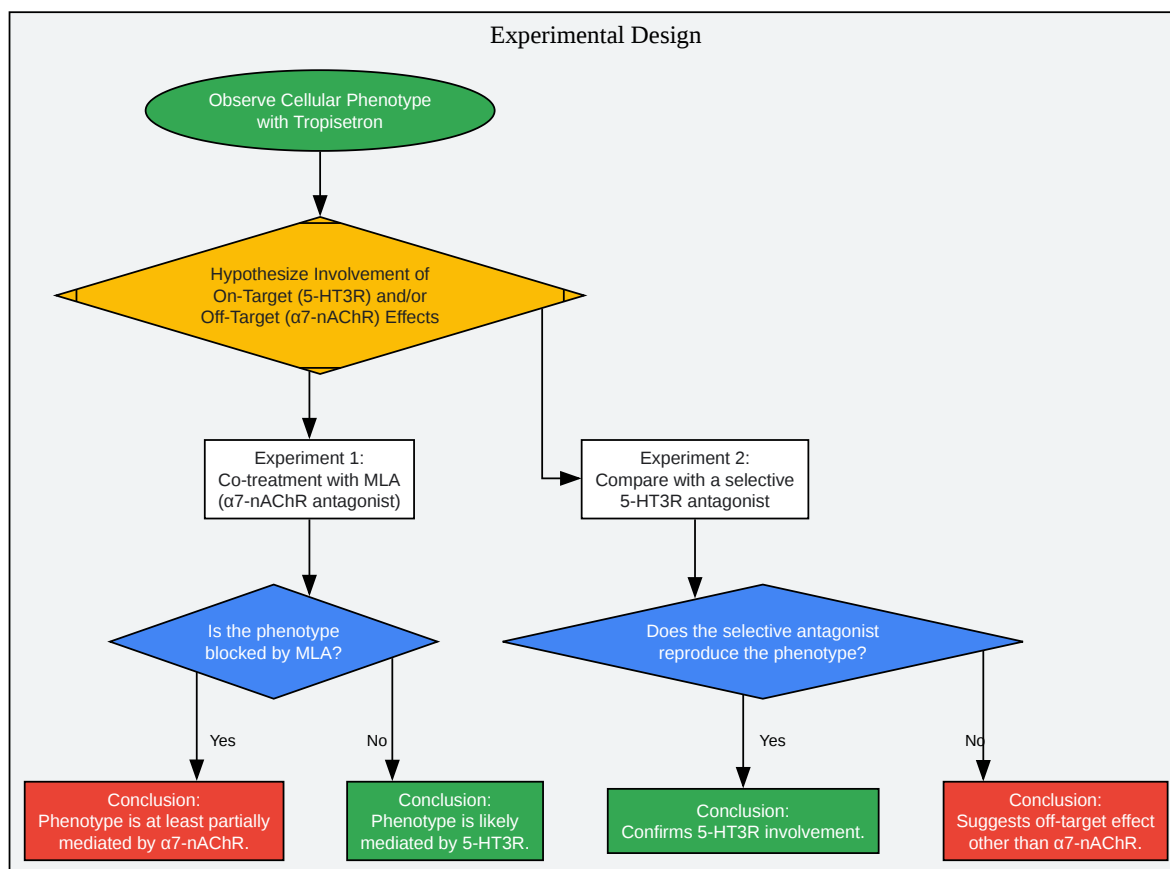 Experimental Design
Observe Cellular Phenotype
with Tropisetron
Hypothesize Involvement of
On-Target (5-HT3R) and/or
Off-Target (α7-nAChR) Effects
Experiment 1:
Co-treatment with MLA
(α7-nAChR antagonist)
Experiment 2:
Compare with a selective
5-HT3R antagonist
Is the phenotype
blocked by MLA?
Does the selective antagonist
reproduce the phenotype?
Yes
No
Yes
No
Conclusion:
Phenotype is at least partially
mediated by α7-nAChR.
Conclusion:
Phenotype is likely
mediated by 5-HT3R.
Conclusion:
Confirms 5-HT3R involvement.
Conclusion:
Suggests off-target effect
other than α7-nAChR.